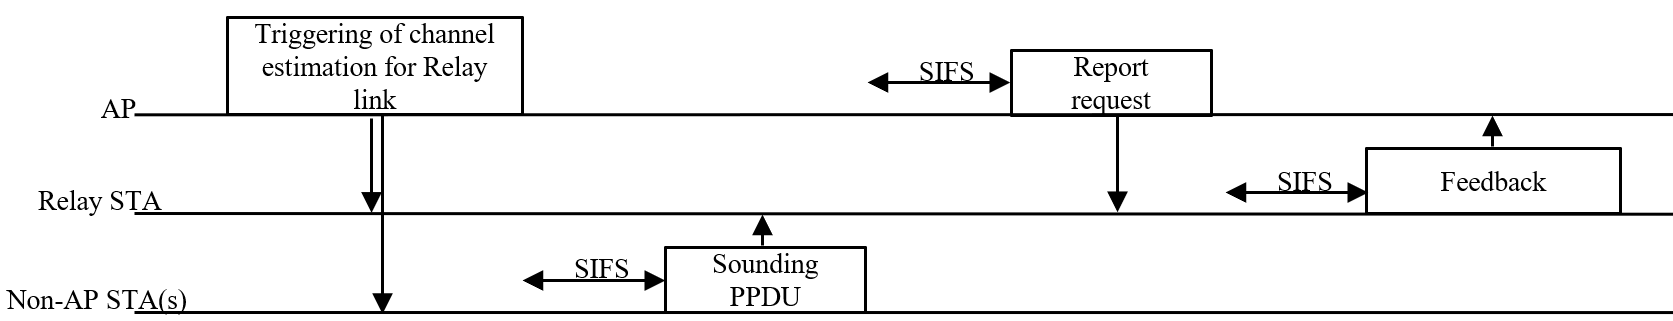 Triggering of channel
estimation for Relay
link
SIFS
Report
request
AP
Relay STA
SIFS
Feedback
Non-AP STA(s)
SIFS
Sounding
PPDU